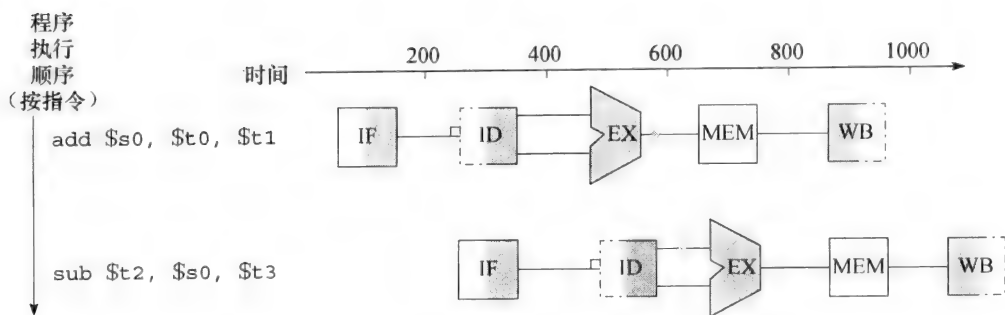 程序
执行
顺序
（按指令）
时间
200 400 600 800 1000
add $s0, $t0, $t1
IF ID EX MEM WB
sub $t2, $s0, $t3
IF ID EX MEM WB